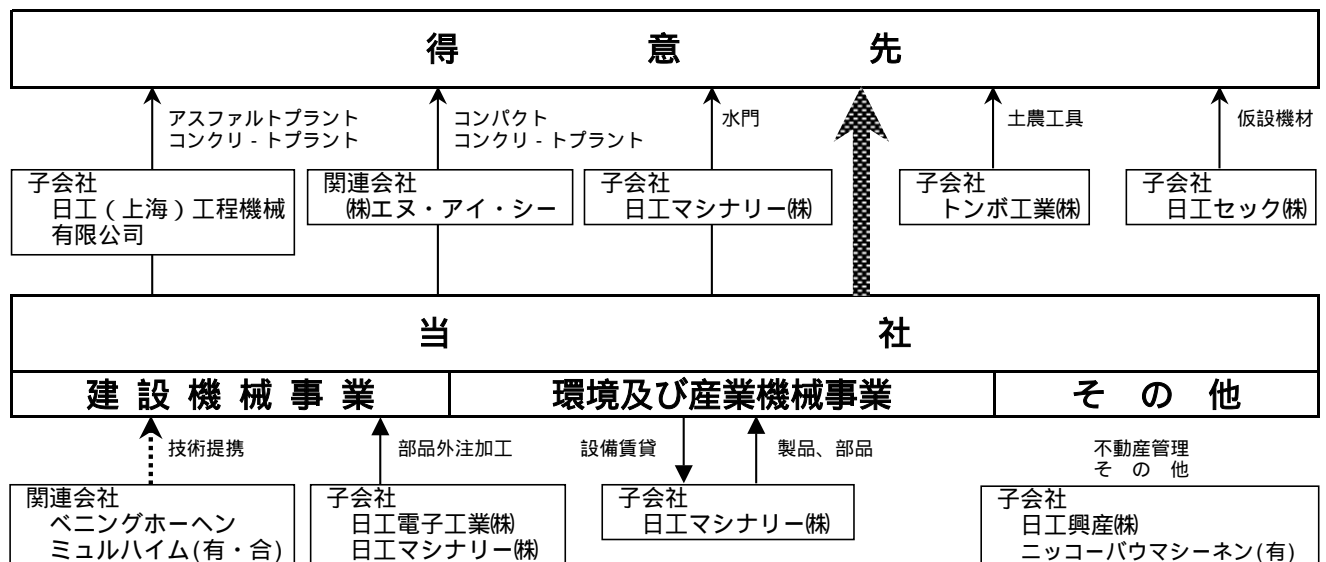 得意先
アスファルトプラント
コンクリ‐トプラント
コンパクト
コンクリ‐トプラント
水門
土農工具
仮設機材
子会社
日工（上海）工程機械
有限公司
関連会社
㈱エヌ・アイ・シー
子会社
日工マシナリー㈱
子会社
トンボ工業㈱
子会社
日工セック㈱
当社
建設機械事業
環境及び産業機械事業
その他
技術提携
部品外注加工
設備賃貸
製品、部品
不動産管理
その他
関連会社
ベニングホーヘン
ミュルハイム(有・合)
子会社
日工電子工業㈱
日工マシナリー㈱
子会社
日工マシナリー㈱
子会社
日工興産㈱
ニッコーバウマシーネン(有)